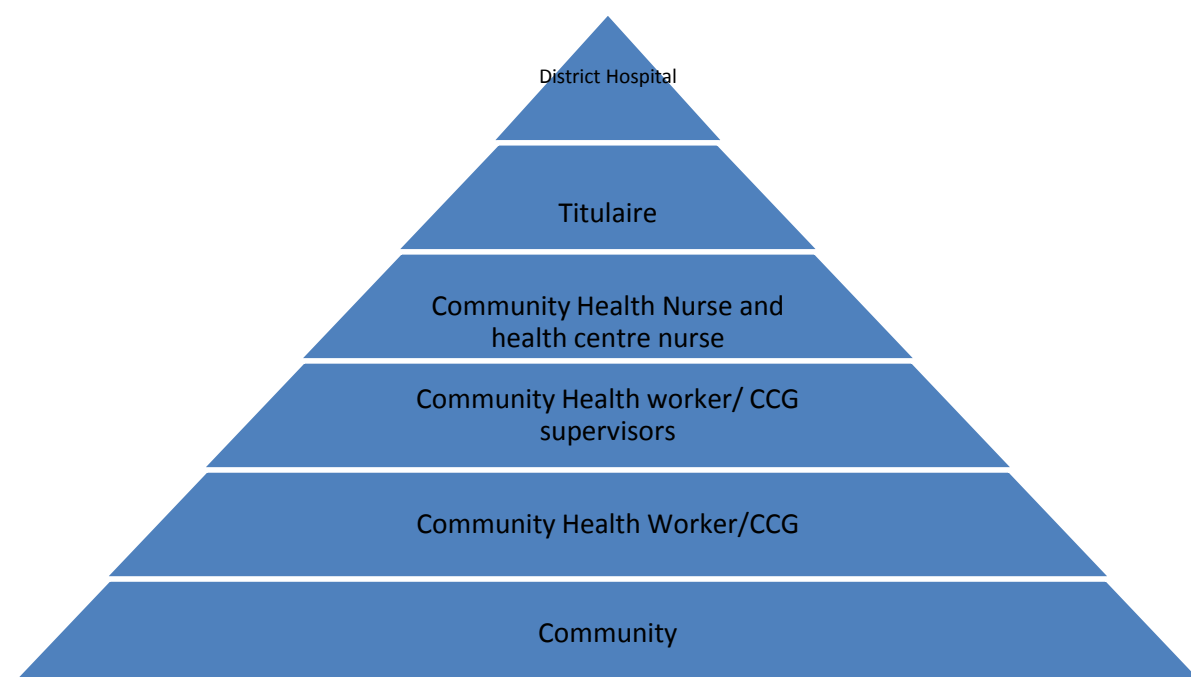 District Hospital
Titulaire
Community Health Nurse and
health centre nurse
Community Health worker/ CCG
supervisors
Community Health Worker/CCG
Community